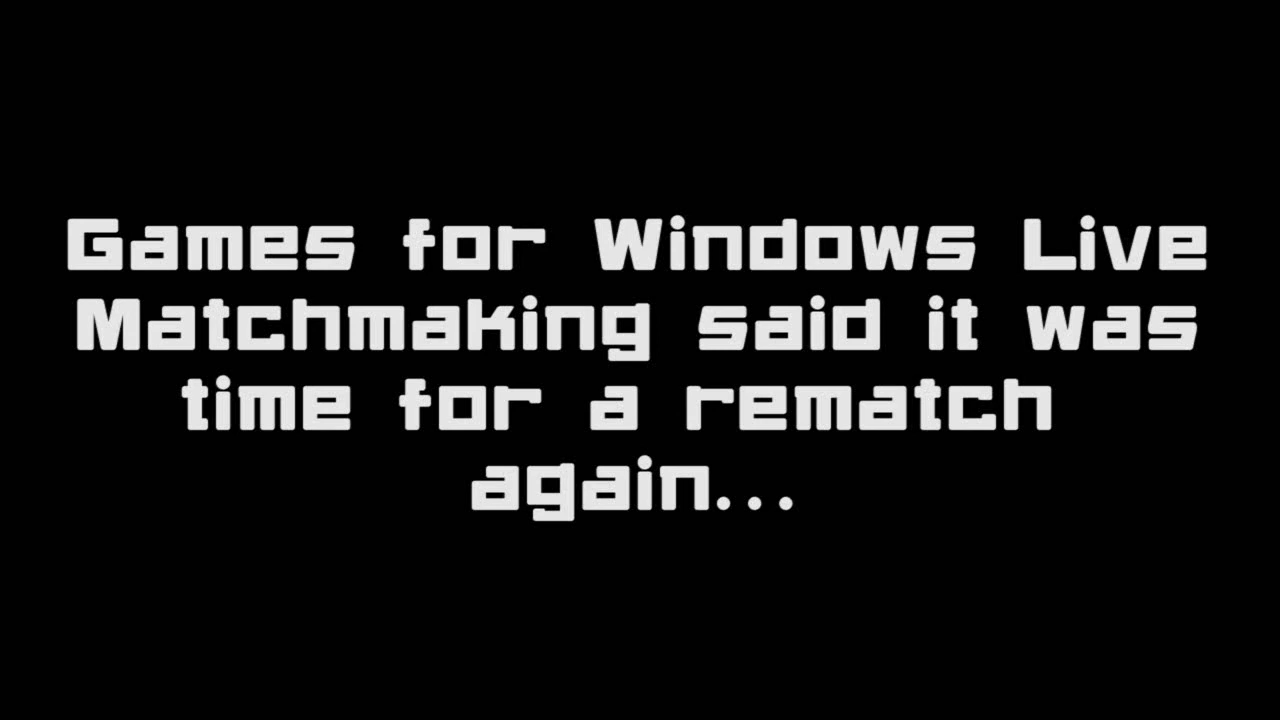 Games for Windows Live
Matchmaking said it was
time for a rematch
again...